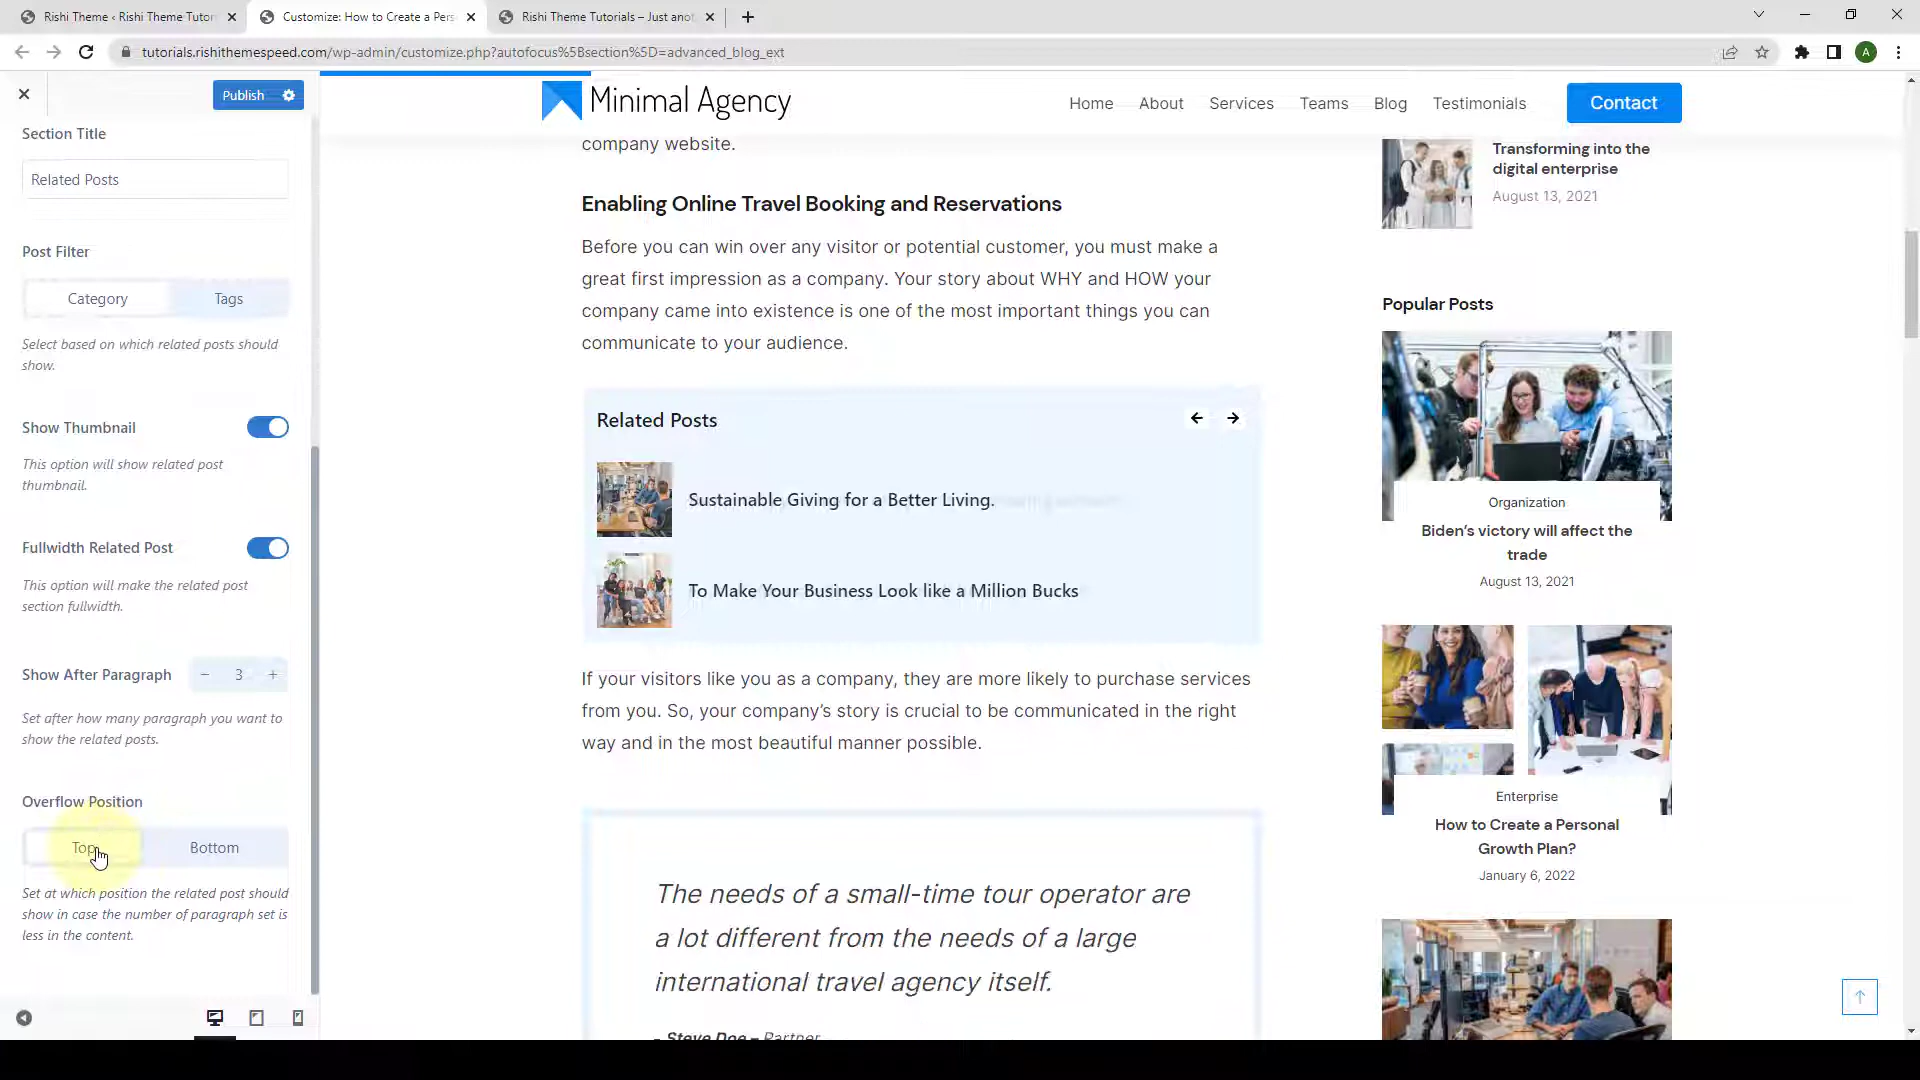 Rishi Theme ‹ Rishi Theme Tutor
Customize: How to Create a Pers
Rishi Theme Tutorials – Just anot
tutorials.rishithemespeed.com/wp-admin/customize.php?autofocus%5Bsection%5D=advanced_blog_ext
A
Publish
Section Title
Related Posts
Post Filter
Category
Tags
Select based on which related posts should
show.
Show Thumbnail
This option will show related post
thumbnail.
Fullwidth Related Post
This option will make the related post
section fullwidth.
Show After Paragraph
− 3 +
Set after how many paragraph you want to
show the related posts.
Overflow Position
Top
Bottom
Set at which position the related post should
show in case the number of paragraph set is
less in the content.
Minimal Agency
Home
About
Services
Teams
Blog
Testimonials
Contact
company website.
Enabling Online Travel Booking and Reservations
Before you can win over any visitor or potential customer, you must make a
great first impression as a company. Your story about WHY and HOW your
company came into existence is one of the most important things you can
communicate to your audience.
Related Posts
Sustainable Giving for a Better Living.
To Make Your Business Look like a Million Bucks
If your visitors like you as a company, they are more likely to purchase services
from you. So, your company’s story is crucial to be communicated in the right
way and in the most beautiful manner possible.
The needs of a small-time tour operator are
a lot different from the needs of a large
international travel agency itself.
- Steve Doe – Partner
Transforming into the
digital enterprise
August 13, 2021
Popular Posts
Organization
Biden’s victory will affect the
trade
August 13, 2021
Enterprise
How to Create a Personal
Growth Plan?
January 6, 2022